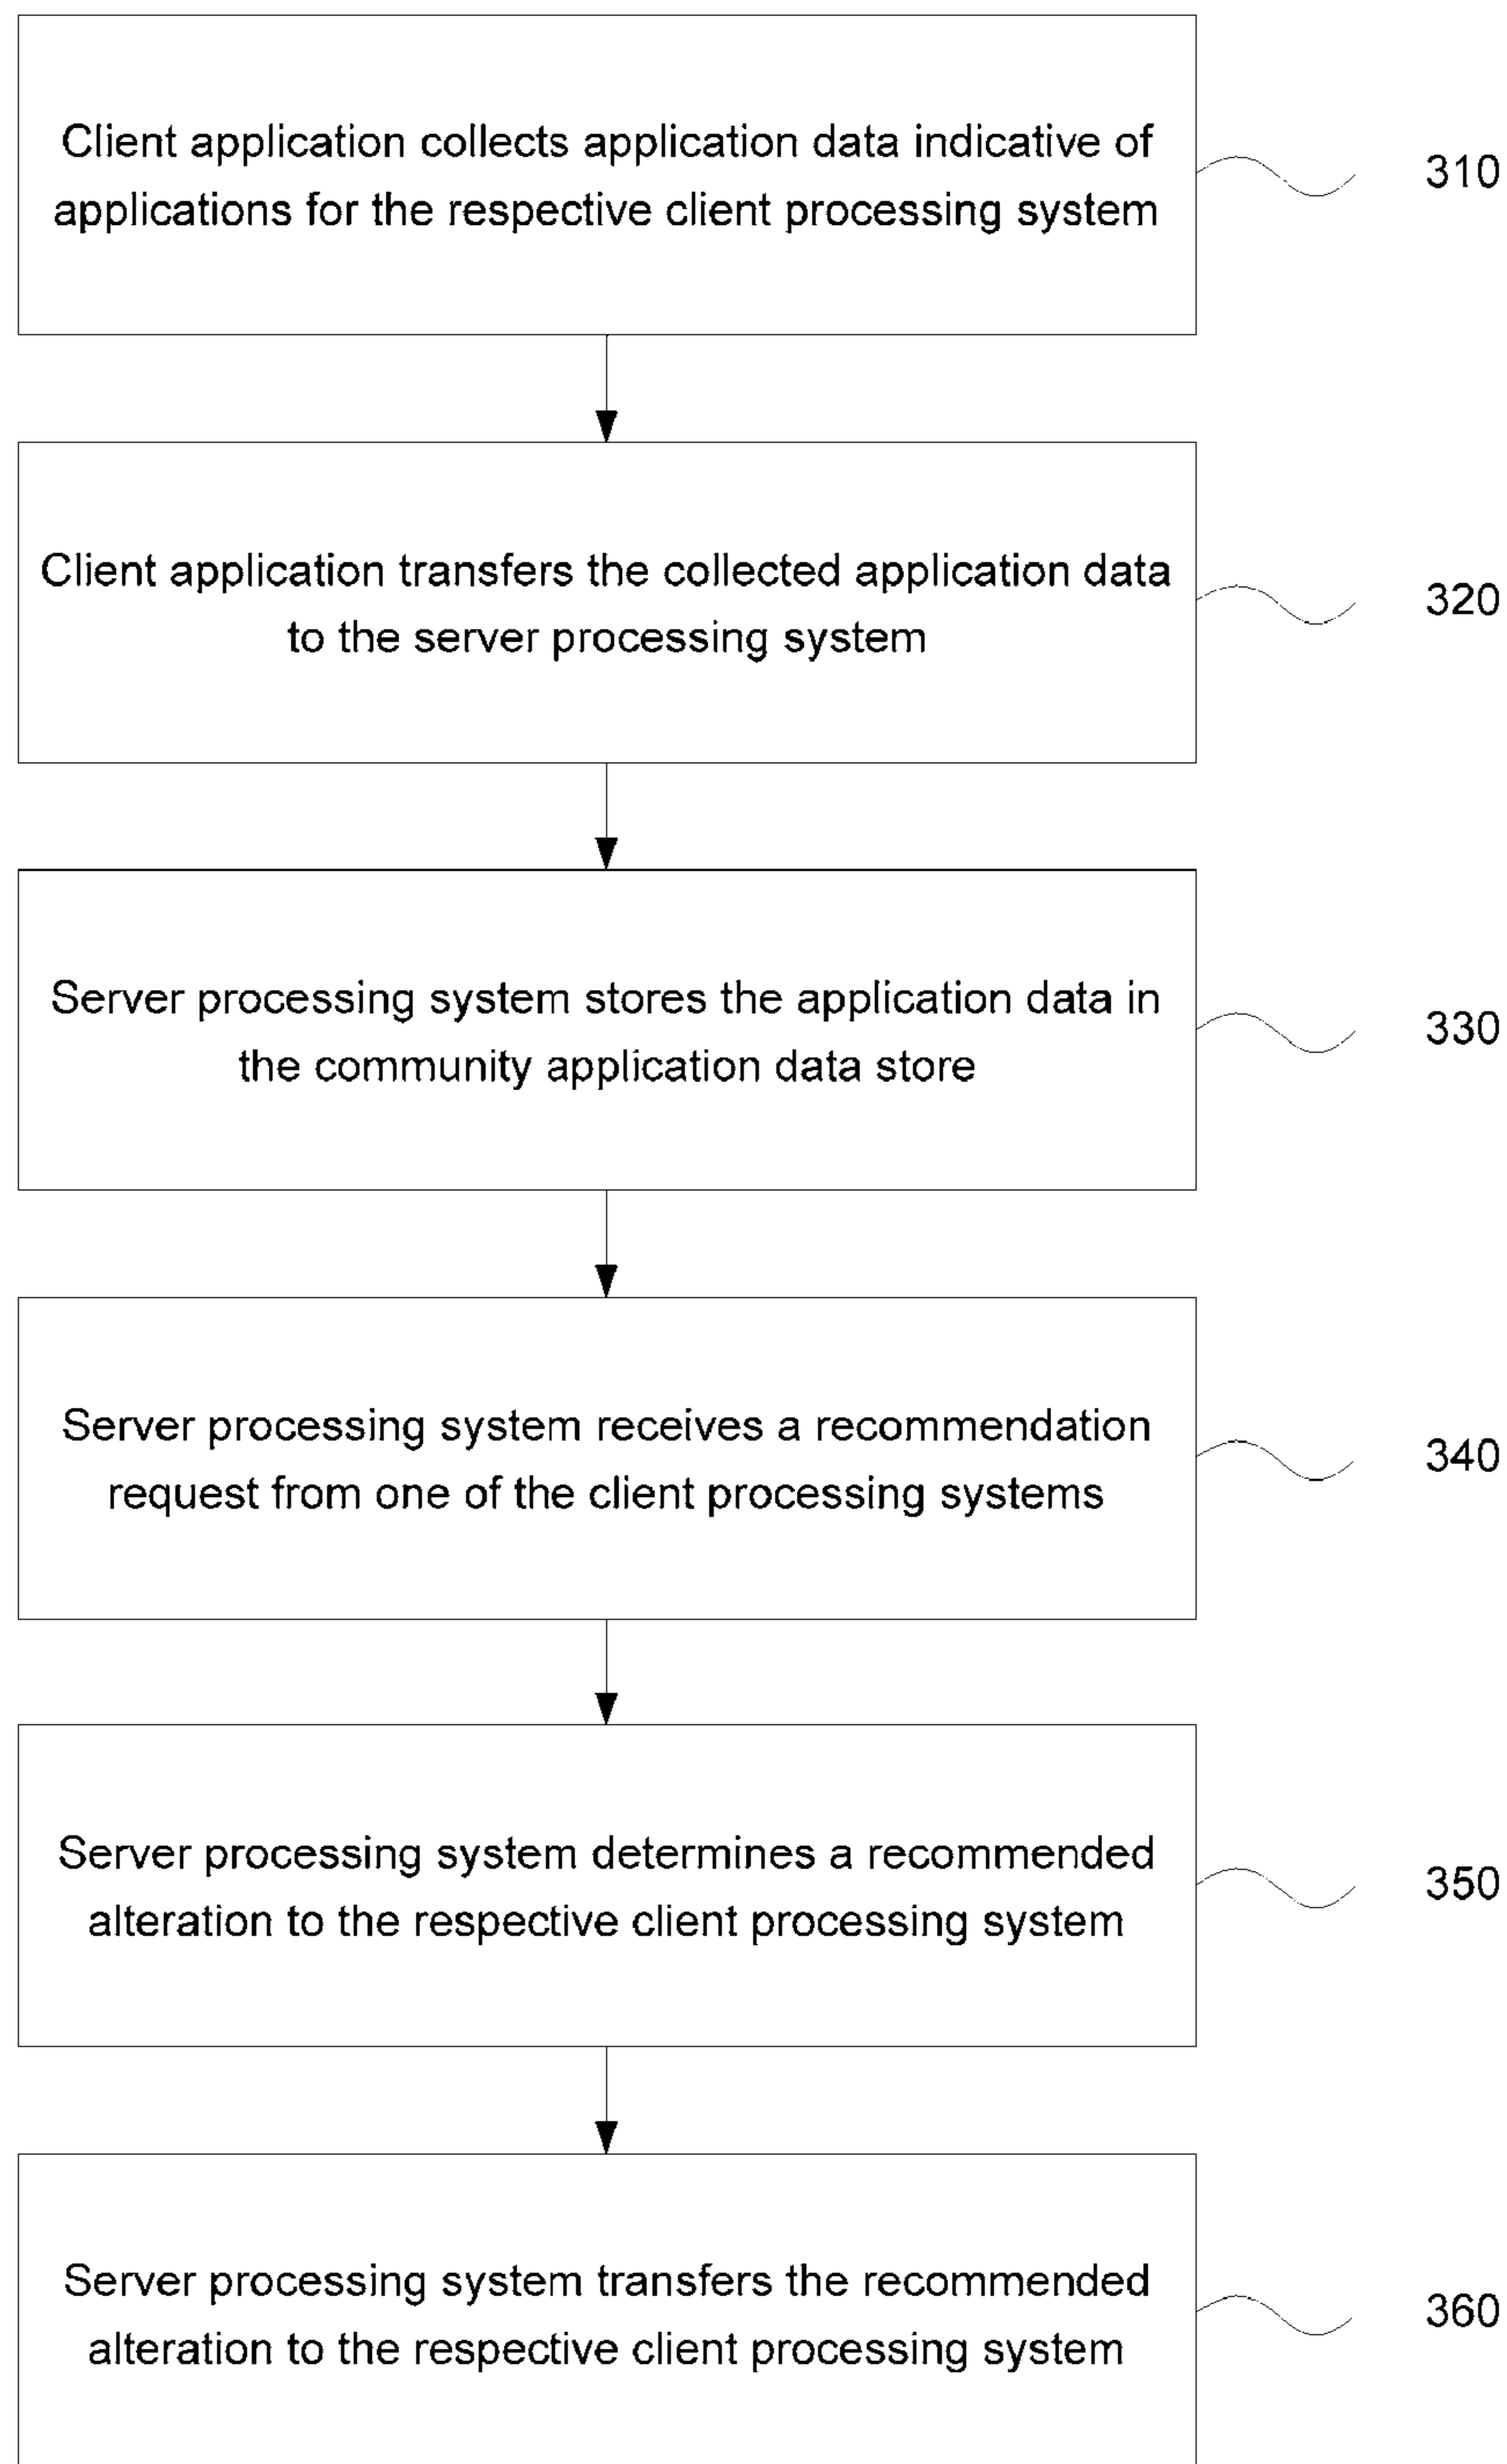 Client application collects application data indicative of
applications for the respective client processing system
310
Client application transfers the collected application data
to the server processing system
320
Server processing system stores the application data in
the community application data store
330
Server processing system receives a recommendation
request from one of the client processing systems
340
Server processing system determines a recommended
alteration to the respective client processing system
350
Server processing system transfers the recommended
alteration to the respective client processing system
360